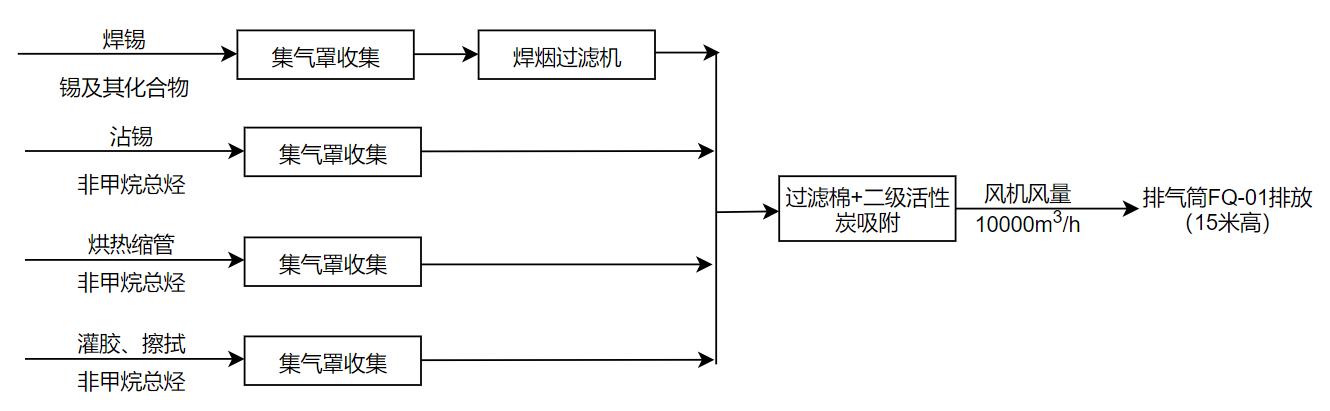 焊锡
集气罩收集
焊烟过滤机
锡及其化合物
沾锡
集气罩收集
非甲烷总烃
过滤棉+二级活性
炭吸附
风机风量
10000m³/h
排气筒FQ-01排放
（15米高）
烘热缩管
集气罩收集
非甲烷总烃
灌胶、擦拭
集气罩收集
非甲烷总烃